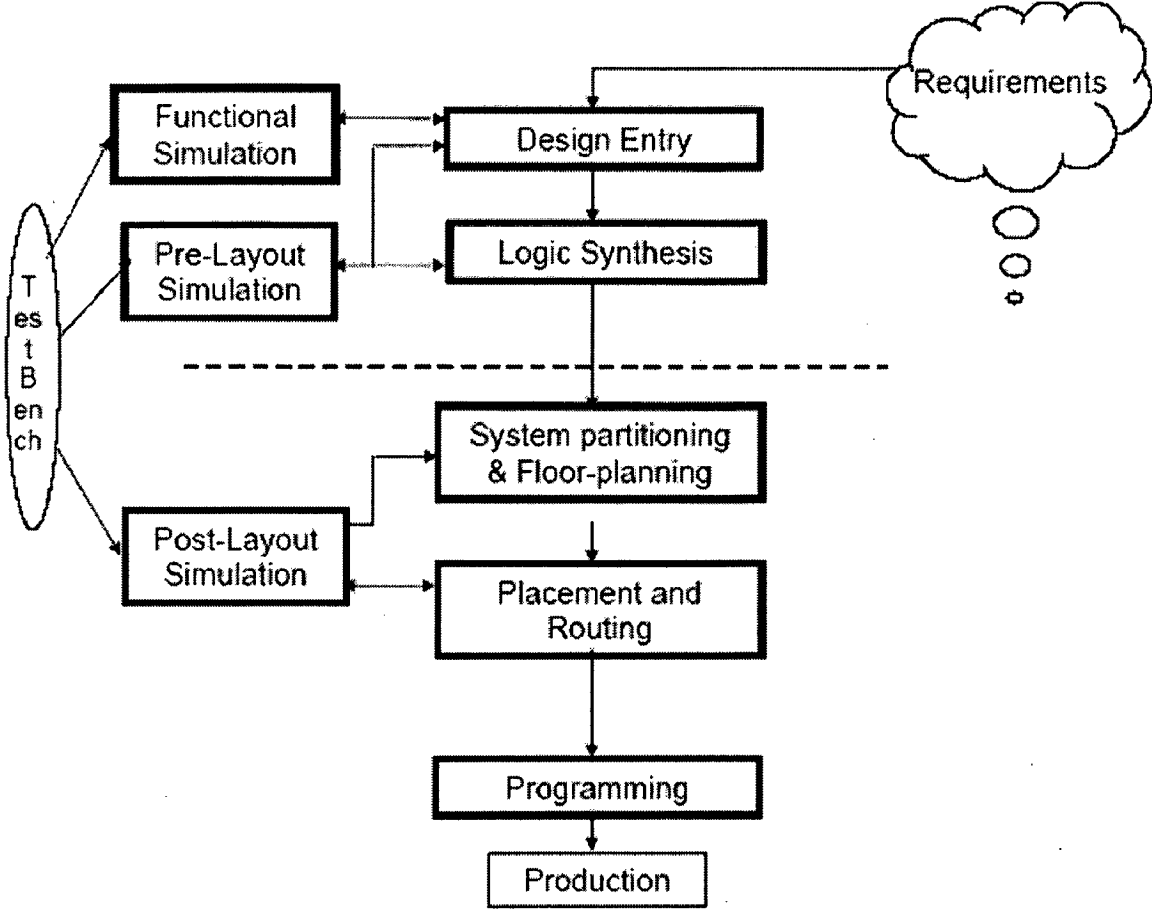 Requirements
Functional
Simulation
Design Entry
Pre-Layout
Simulation
Logic Synthesis
T
es
t
B
en
ch
System partitioning
& Floor-planning
Post-Layout
Simulation
Placement and
Routing
Programming
Production